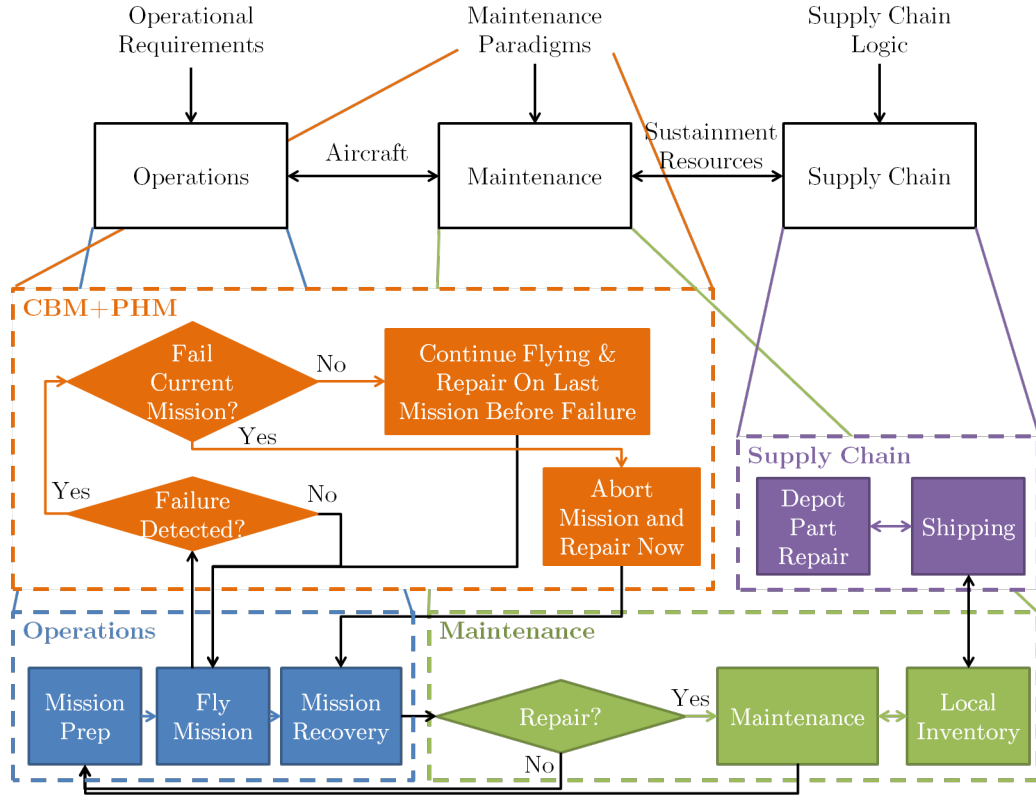 Operational
Requirements
Maintenance
Paradigms
Supply Chain
Logic
Operations
Aircraft
Maintenance
Sustainment
Resources
Supply Chain
CBM+PHM
Fail
Current
Mission?
No
Continue Flying &
Repair On Last
Mission Before Failure
Yes
Yes
Failure
Detected?
No
Abort
Mission and
Repair Now
Supply Chain
Depot
Part
Repair
Shipping
Operations
Mission
Prep
Fly
Mission
Mission
Recovery
Maintenance
Repair?
Yes
No
Maintenance
Local
Inventory